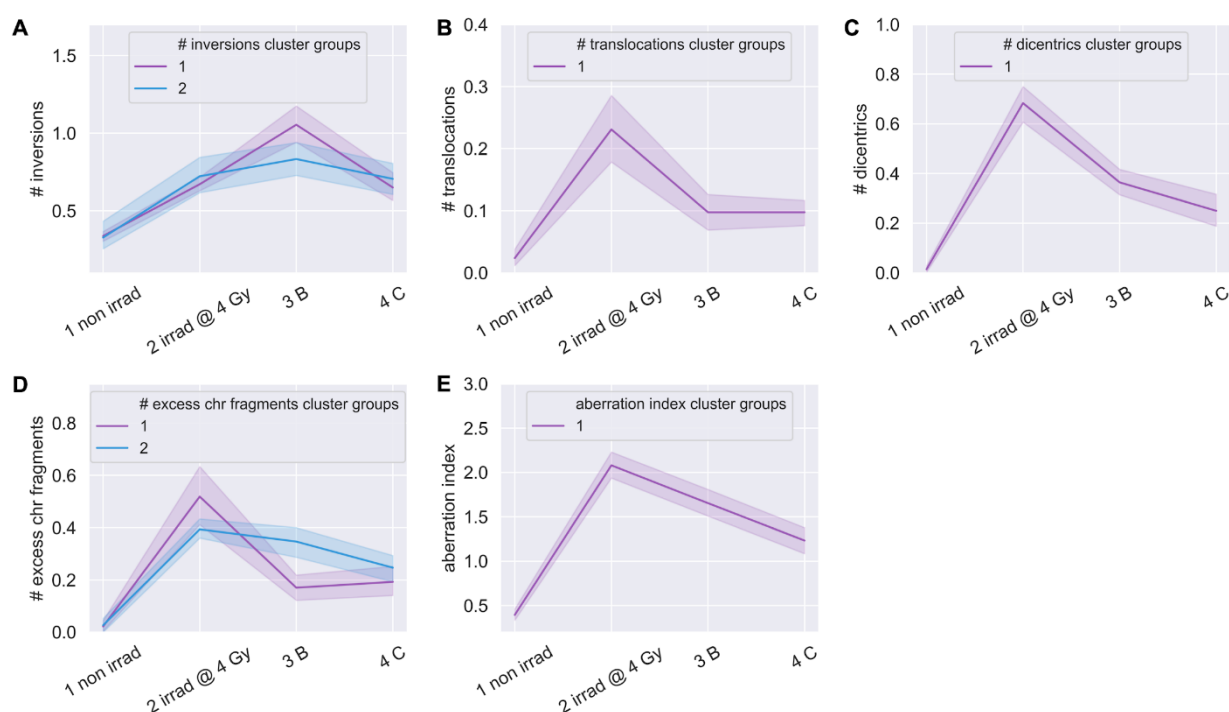 A
# inversions
1.5
1.0
0.5
# inversions cluster groups
1
2
1 non irrad
2 irrad @ 4 Gy
3 B
4 C
B
# translocations
0.4
0.3
0.2
0.1
0.0
# translocations cluster groups
1
1 non irrad
2 irrad @ 4 Gy
3 B
4 C
C
# dicentrics
1.0
0.8
0.6
0.4
0.2
0.0
# dicentrics cluster groups
1
1 non irrad
2 irrad @ 4 Gy
3 B
4 C
D
# excess chr fragments
0.8
0.6
0.4
0.2
0.0
# excess chr fragments cluster groups
1
2
1 non irrad
2 irrad @ 4 Gy
3 B
4 C
E
aberration index
3.0
2.5
2.0
1.5
1.0
0.5
aberration index cluster groups
1
1 non irrad
2 irrad @ 4 Gy
3 B
4 C